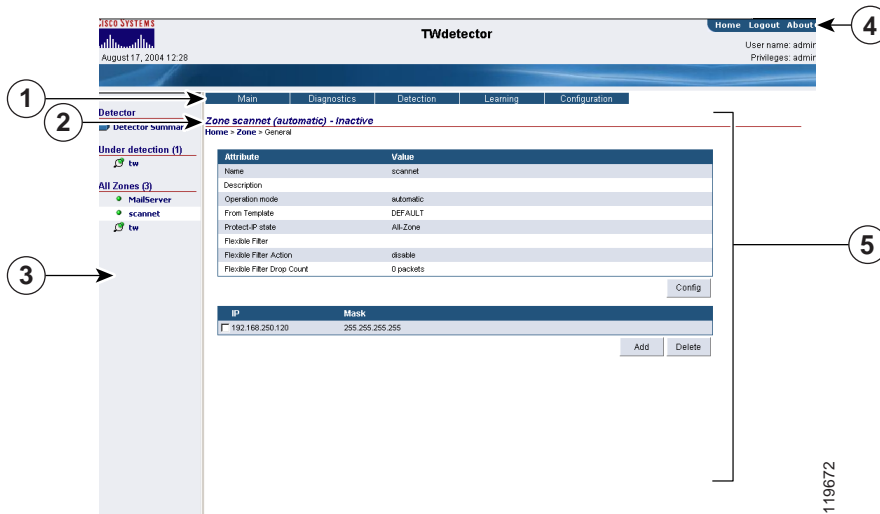 CISCO SYSTEMS
TWdetector
Home Logout About
4
August 17, 2004 12:28
User name: admin
Privileges: admin
1
Main Diagnostics Detection Learning Configuration
2
Detector
Detector Summar
Zone scannet (automatic) - Inactive
Home > Zone > General
Under detection (1)
tw
All Zones (3)
MailServer
scannet
tw
3
Attribute Value
Name scannet
Description
Operation mode automatic
From Template DEFAULT
Protect-IP state All-Zone
Flexible Filter
Flexible Filter Action disable
Flexible Filter Drop Count 0 packets
Config
5
IP Mask
192.168.250.120 255.255.255.255
Add Delete
119672